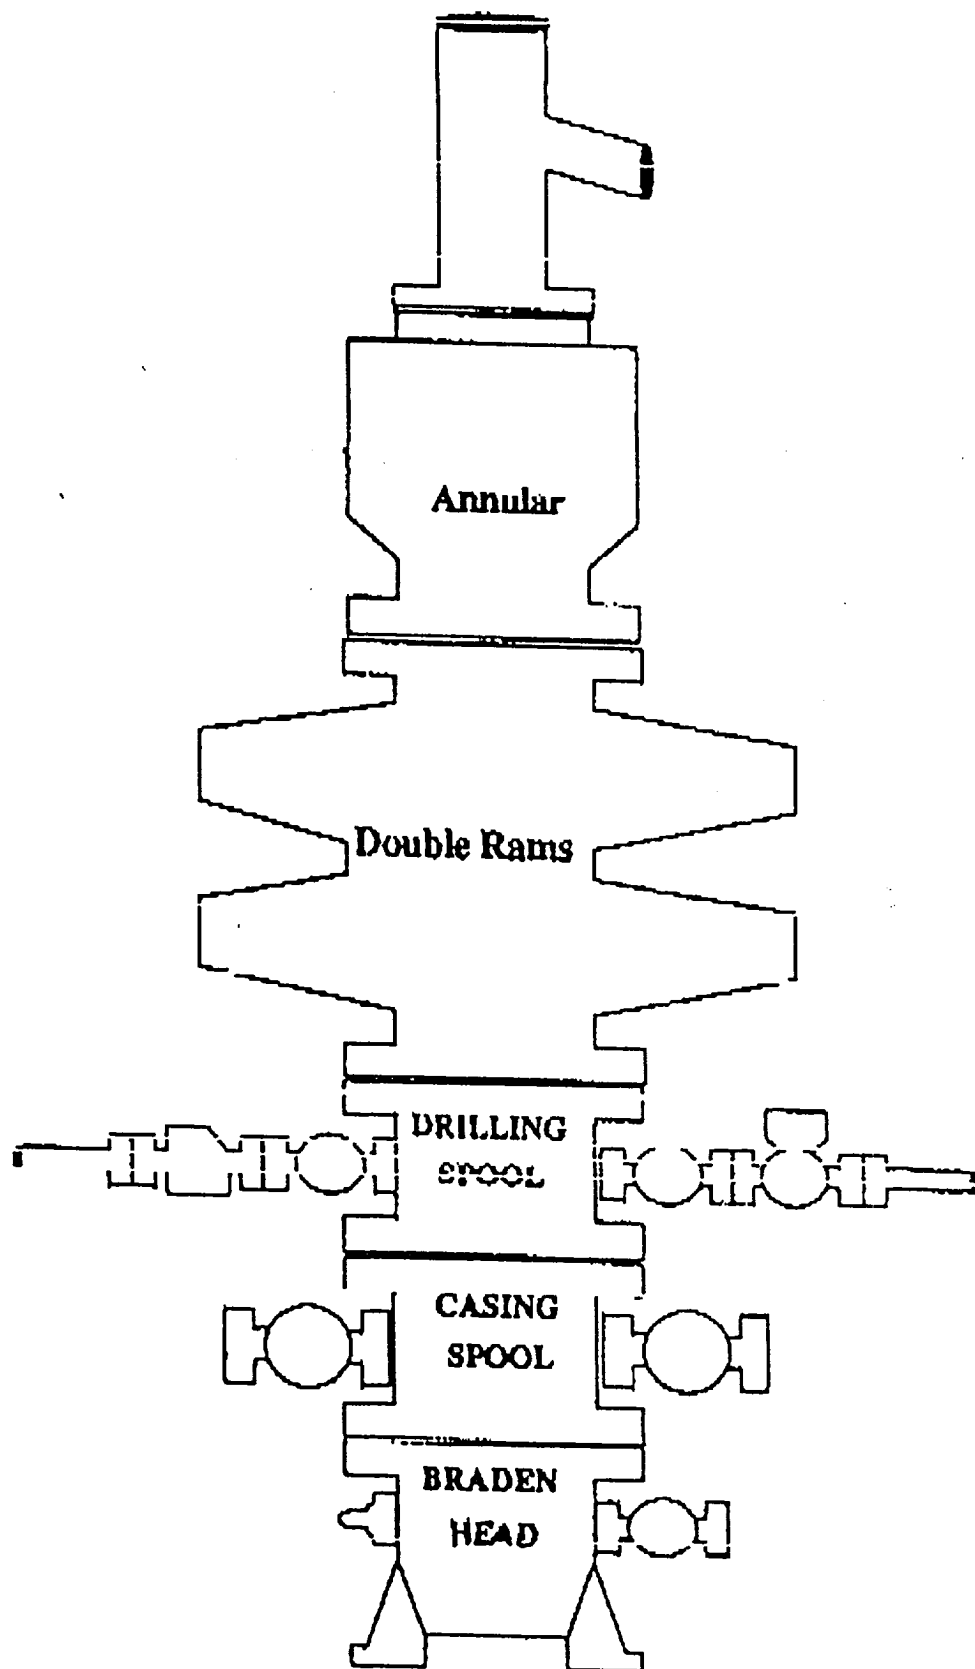 Annular
Double Rams
DRILLING
SPOOL
CASING
SPOOL
BRADEN
HEAD